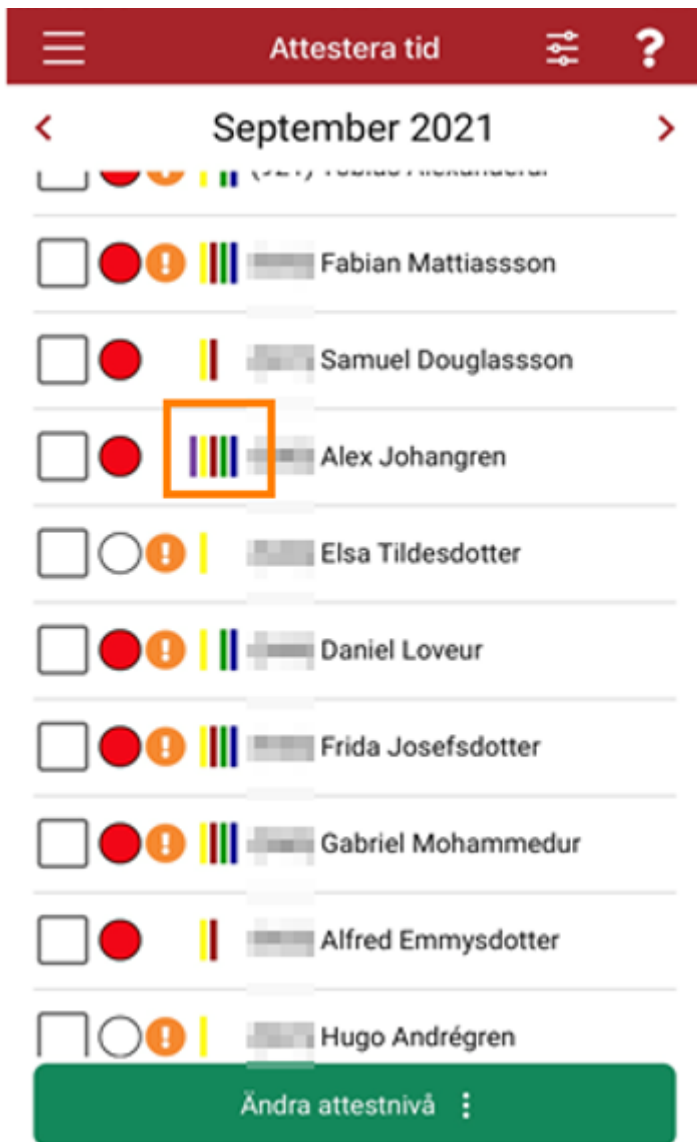 Attestera tid ?
September 2021
Fabian Mattiassson
Samuel Douglassson
Alex Johangren
Elsa Tildesdotter
Daniel Loveur
Frida Josefsdotter
Gabriel Mohammedur
Alfred Emmysdotter
Hugo Andrégren
Ändra attestnivå